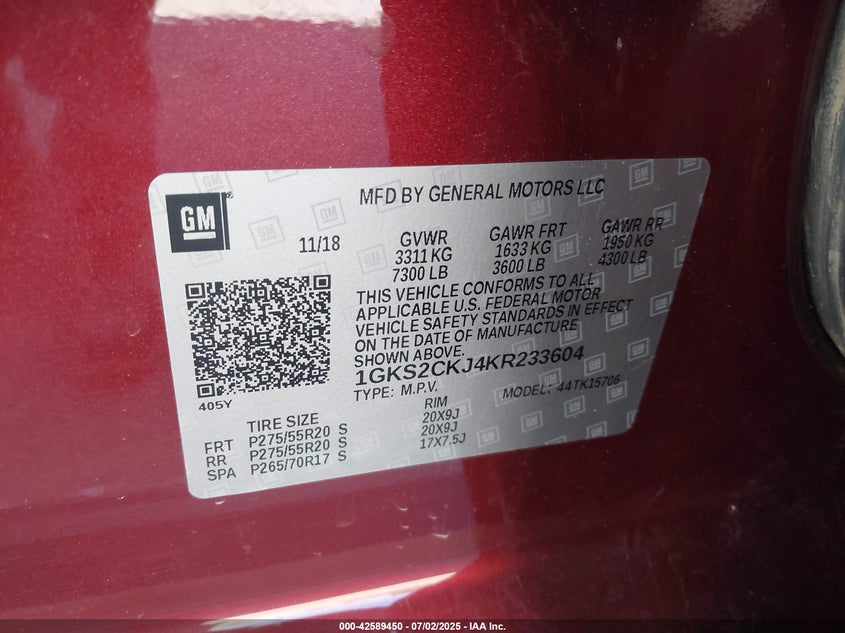 GM
MFD BY GENERAL MOTORS LLC
11/18
GVWR
3311 KG
7300 LB
GAWR FRT
1633 KG
3600 LB
GAWR RR
1950 KG
4300 LB
THIS VEHICLE CONFORMS TO ALL
APPLICABLE U.S. FEDERAL MOTOR
VEHICLE SAFETY STANDARDS IN EFFECT
ON THE DATE OF MANUFACTURE
SHOWN ABOVE.
1GKS2CKJ4KR233604
TYPE: M.P.V.
MODEL: 44TK15706
405Y
TIRE SIZE
RIM
FRT P275/55R20 S 20X9J
RR P275/55R20 S 20X9J
SPA P265/70R17 S 17X7.5J
000-42589450 - 07/02/2025 - IAA Inc.